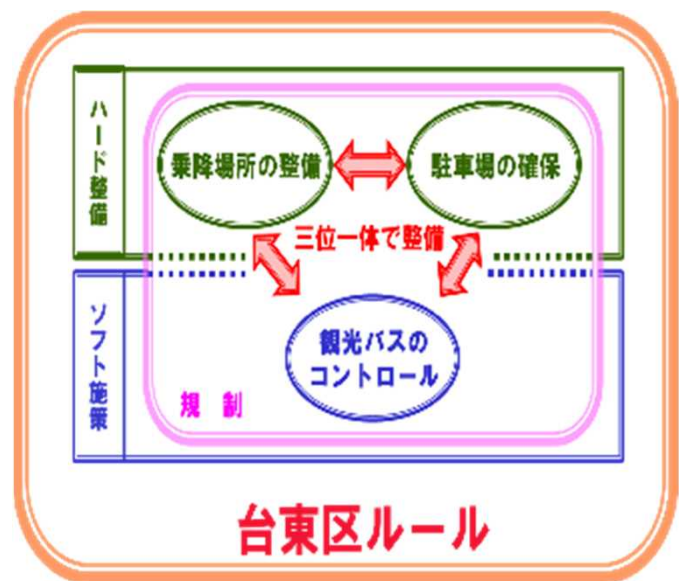 ハード整備
乗降場所の整備
駐車場の確保
三位一体で整備
ソフト施策
観光バスの
コントロール
規制
台東区ルール